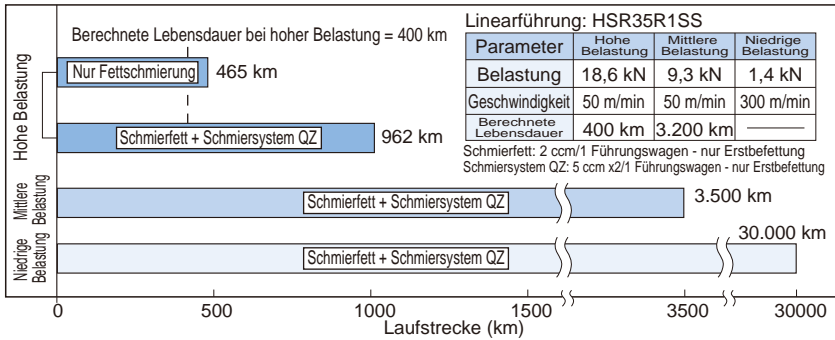 Berechnete Lebensdauer bei hoher Belastung = 400 km
Hohe Belastung
Nur Fettschmierung
465 km
Schmierfett + Schmiersystem QZ
962 km
Linearführung: HSR35R1SS
Parameter Hohe Belastung Mittlere Belastung Niedrige Belastung
Belastung 18,6 kN 9,3 kN 1,4 kN
Geschwindigkeit 50 m/min 50 m/min 300 m/min
Berechnete Lebensdauer 400 km 3.200 km ———
Schmierfett: 2 ccm/1 Führungswagen - nur Erstbefettung
Schmiersystem QZ: 5 ccm x2/1 Führungswagen - nur Erstbefettung
Mittlere Belastung
Schmierfett + Schmiersystem QZ
3.500 km
Niedrige Belastung
Schmierfett + Schmiersystem QZ
30.000 km
0 500 1000 1500 3500 30000
Laufstrecke (km)